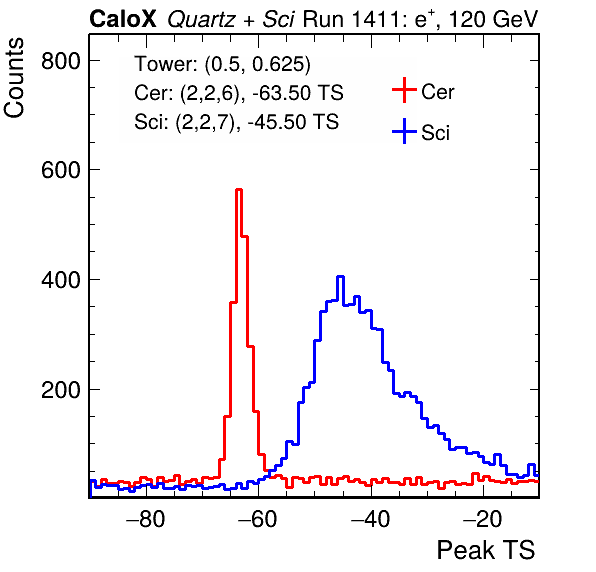 CaloX Quartz + Sci Run 1411: e⁺, 120 GeV
Counts
800
600
400
200
Tower: (0.5, 0.625)
Cer: (2,2,6), -63.50 TS
Sci: (2,2,7), -45.50 TS
Cer
Sci
−80 −60 −40 −20
Peak TS